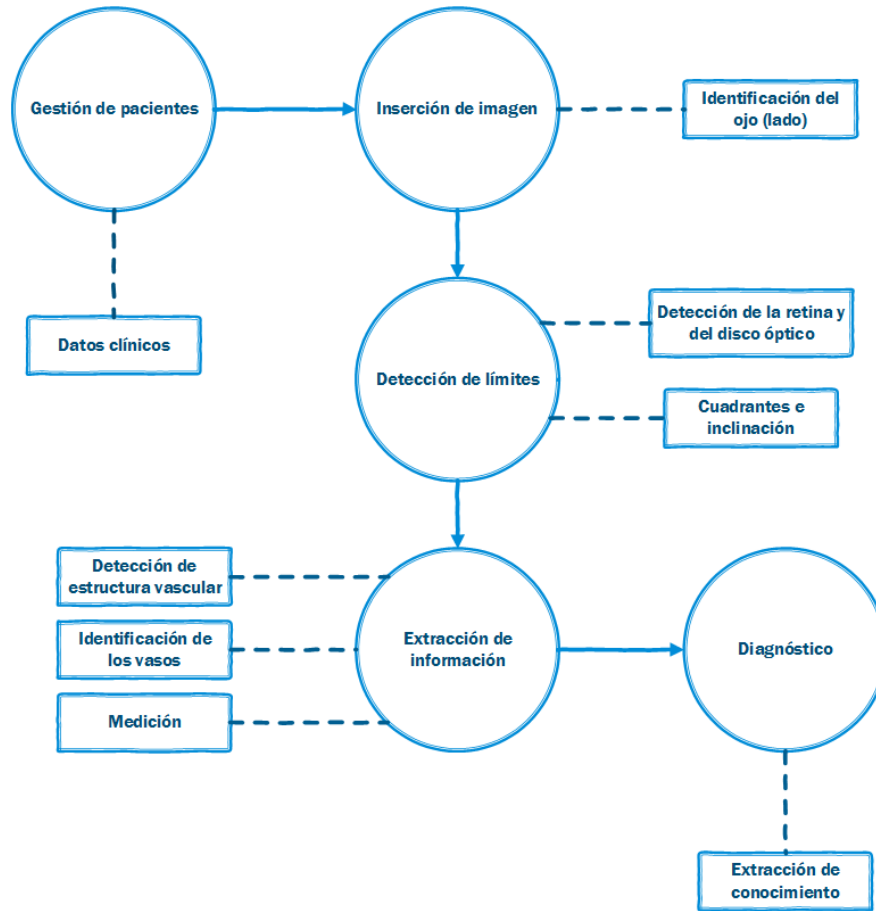 Gestión de pacientes
Inserción de imagen
Identificación del
ojo (lado)
Datos clínicos
Detección de límites
Detección de la retina y
del disco óptico
Cuadrantes e
inclinación
Detección de
estructura vascular
Identificación de
los vasos
Medición
Extracción de
información
Diagnóstico
Extracción de
conocimiento